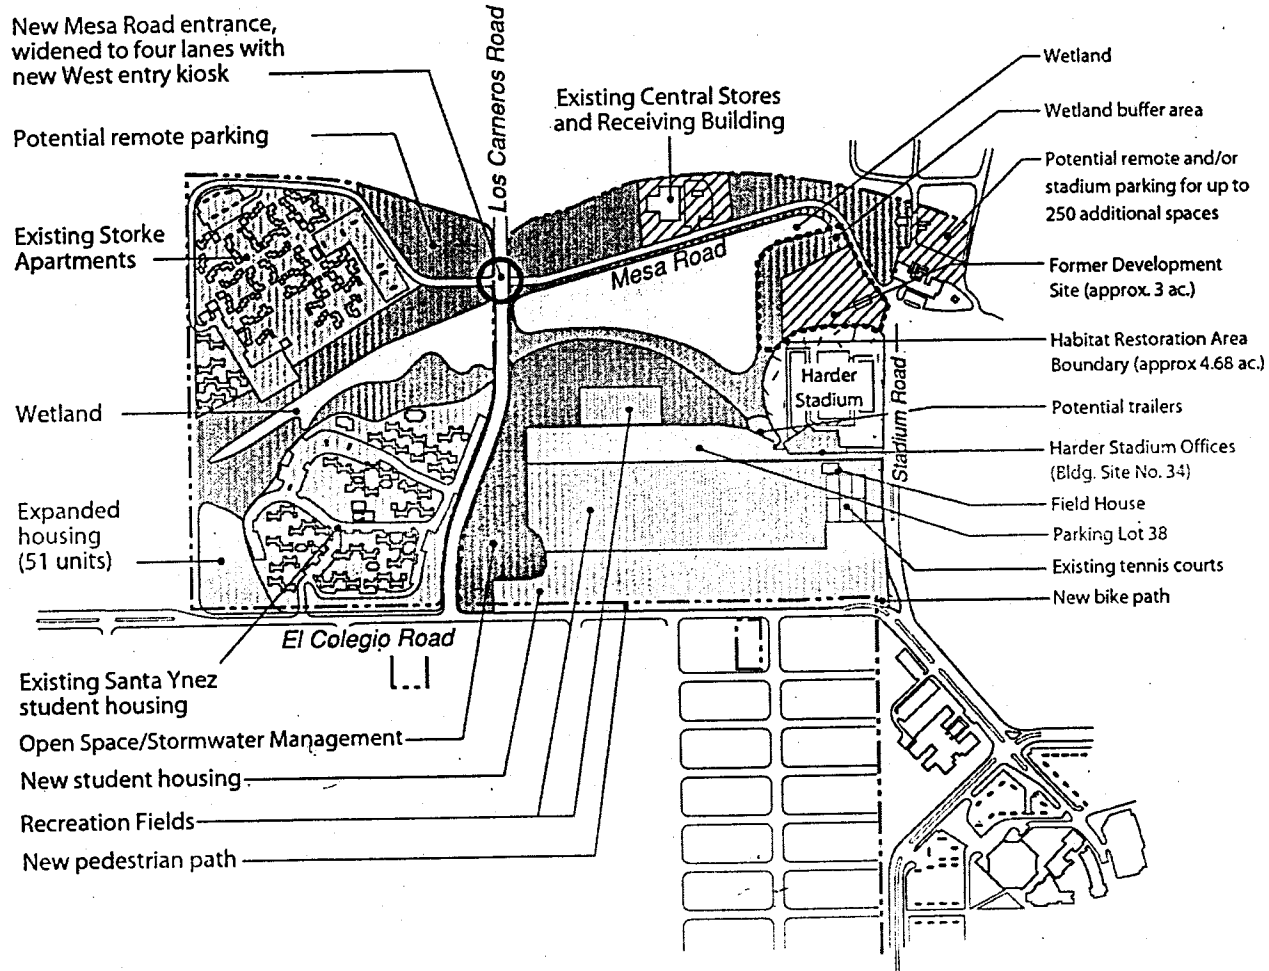 New Mesa Road entrance,
widened to four lanes with
new West entry kiosk
Potential remote parking
Existing Storke
Apartments
Wetland
Expanded
housing
(51 units)
Existing Santa Ynez
student housing
Open Space/Stormwater Management
New student housing
Recreation Fields
New pedestrian path
Los Carneros Road
Existing Central Stores
and Receiving Building
Mesa Road
Harder
Stadium
Stadium Road
El Colegio Road
Wetland
Wetland buffer area
Potential remote and/or
stadium parking for up to
250 additional spaces
Former Development
Site (approx. 3 ac.)
Habitat Restoration Area
Boundary (approx 4.68 ac.)
Potential trailers
Harder Stadium Offices
(Bldg. Site No. 34)
Field House
Parking Lot 38
Existing tennis courts
New bike path